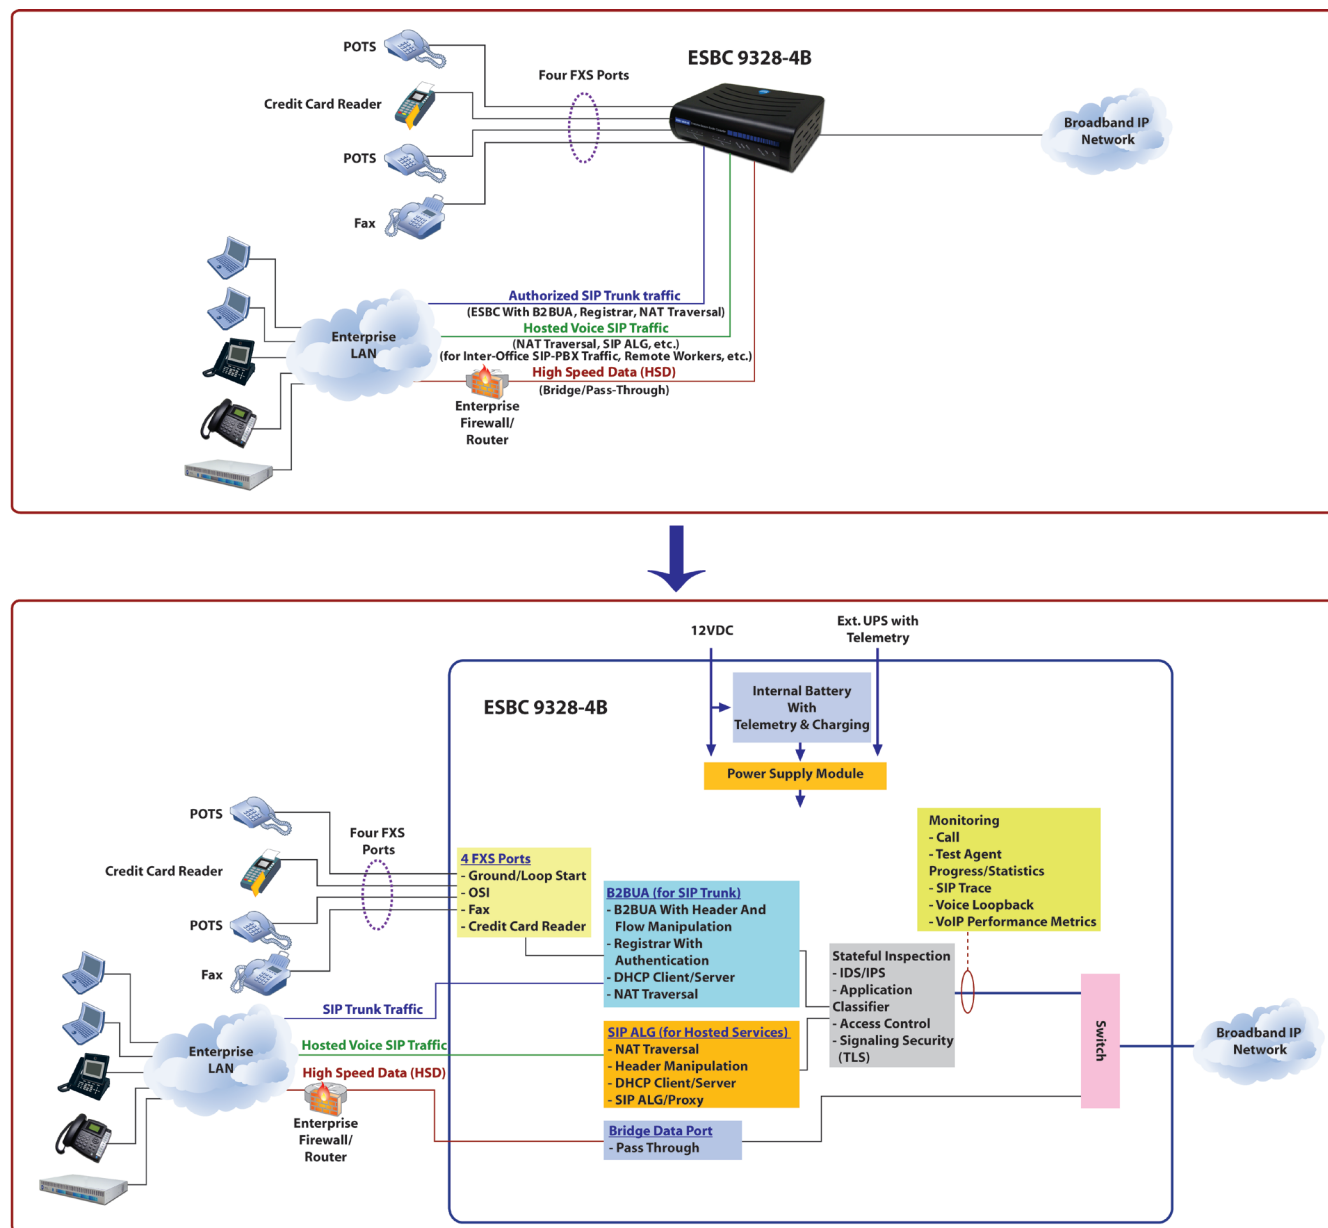 ESBC 9328-4B
POTS
Four FXS Ports
Credit Card Reader
Broadband IP
Network
POTS
Fax
Authorized SIP Trunk traffic
(ESBC With B2BUA, Registrar, NAT Traversal)
Hosted Voice SIP Traffic
(NAT Traversal, SIP ALG, etc.)
(for Inter-Office SIP-PBX Traffic, Remote Workers, etc.)
High Speed Data (HSD)
(Bridge/Pass-Through)
Enterprise
LAN
Enterprise
Firewall/
Router
12VDC
Ext. UPS with
Telemetry
ESBC 9328-4B
Internal Battery
With
Telemetry & Charging
Power Supply Module
POTS
Credit Card Reader
POTS
Fax
Four FXS
Ports
4 FXS Ports
- Ground/Loop Start
- OSI
- Fax
- Credit Card Reader
B2BUA (for SIP Trunk)
- B2BUA With Header And
Flow Manipulation
- Registrar With
Authentication
- DHCP Client/Server
- NAT Traversal
Monitoring
- Call
- Test Agent
Progress/Statistics
- SIP Trace
- Voice Loopback
- VoIP Performance Metrics
Stateful Inspection
- IDS/IPS
- Application
Classifier
- Access Control
- Signaling Security
(TLS)
SIP Trunk Traffic
Hosted Voice SIP Traffic
High Speed Data (HSD)
Enterprise
LAN
Enterprise
Firewall/
Router
SIP ALG (for Hosted Services)
- NAT Traversal
- Header Manipulation
- DHCP Client/Server
- SIP ALG/Proxy
Bridge Data Port
- Pass Through
Switch
Broadband IP
Network